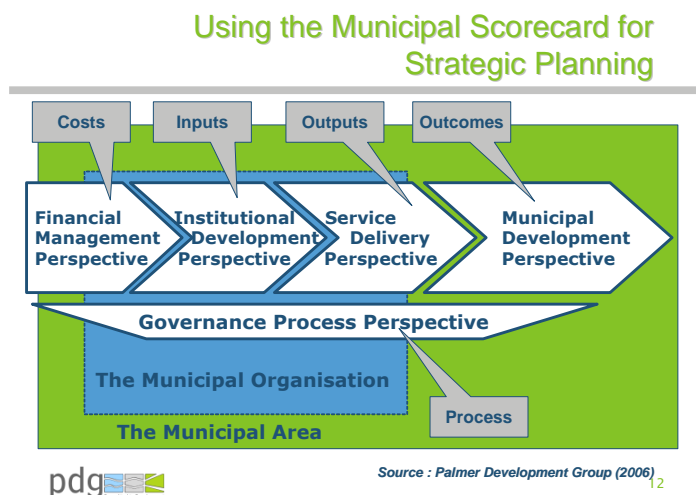 Using the Municipal Scorecard for
Strategic Planning
Costs
Inputs
Outputs
Outcomes
Financial
Management
Perspective
Institutional
Development
Perspective
Service
Delivery
Perspective
Municipal
Development
Perspective
Governance Process Perspective
The Municipal Organisation
Process
The Municipal Area
pdg
Source : Palmer Development Group (2006)
12